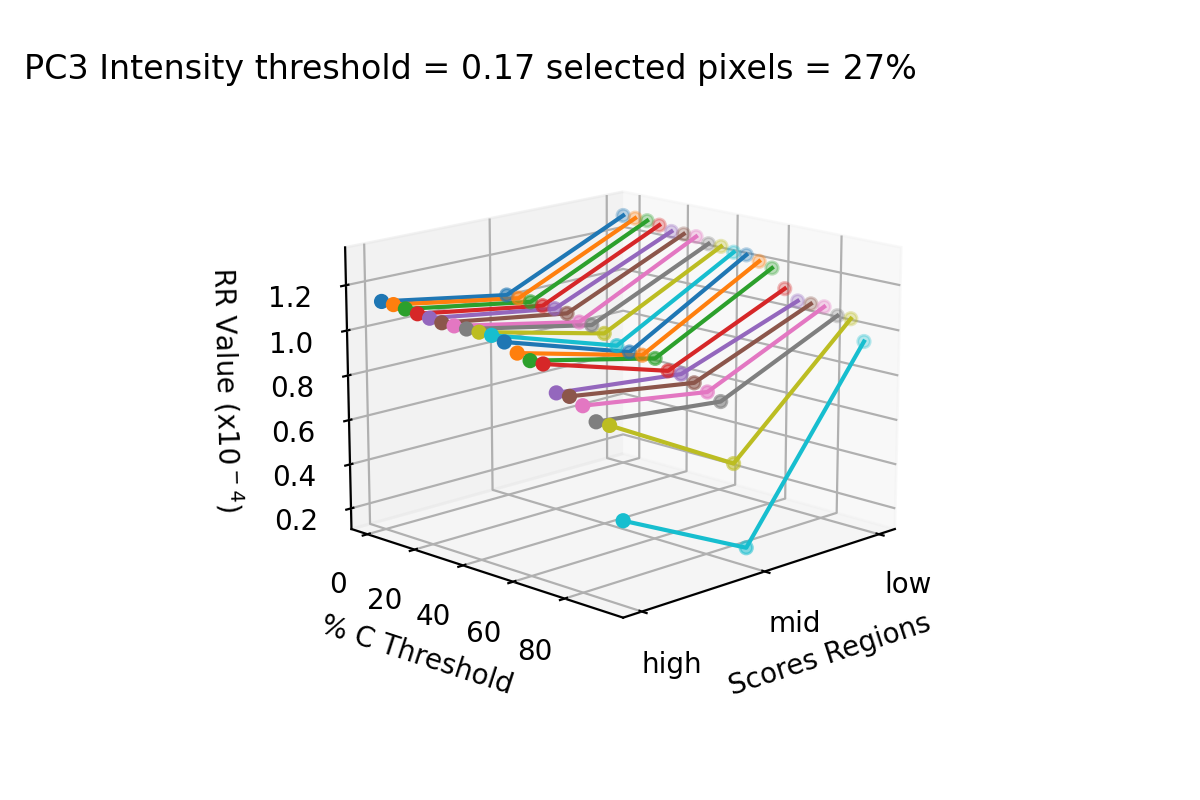 PC3 Intensity threshold = 0.17 selected pixels = 27%
RR Value (x10⁻⁴)
1.2
1.0
0.8
0.6
0.4
0.2
0
20
40
60
80
% C Threshold
high
mid
low
Scores Regions